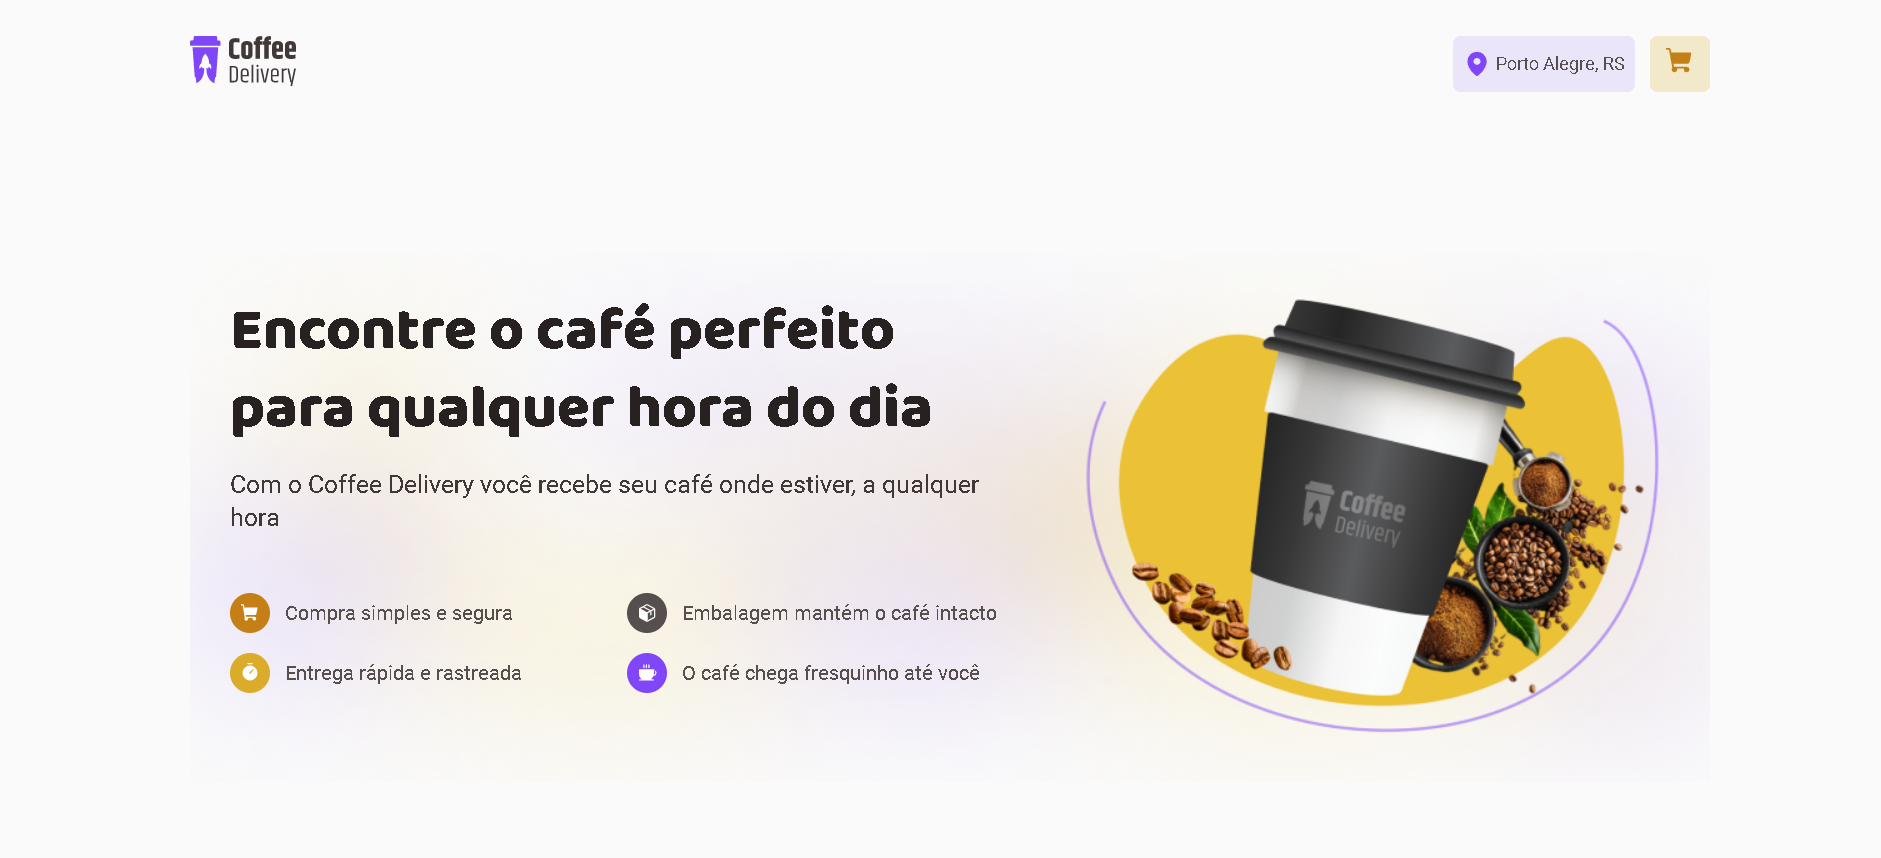 Coffee
Delivery
Porto Alegre, RS
Encontre o café perfeito
para qualquer hora do dia
Com o Coffee Delivery você recebe seu café onde estiver, a qualquer
hora
Compra simples e segura
Embalagem mantém o café intacto
Entrega rápida e rastreada
O café chega fresquinho até você
Coffee
Delivery